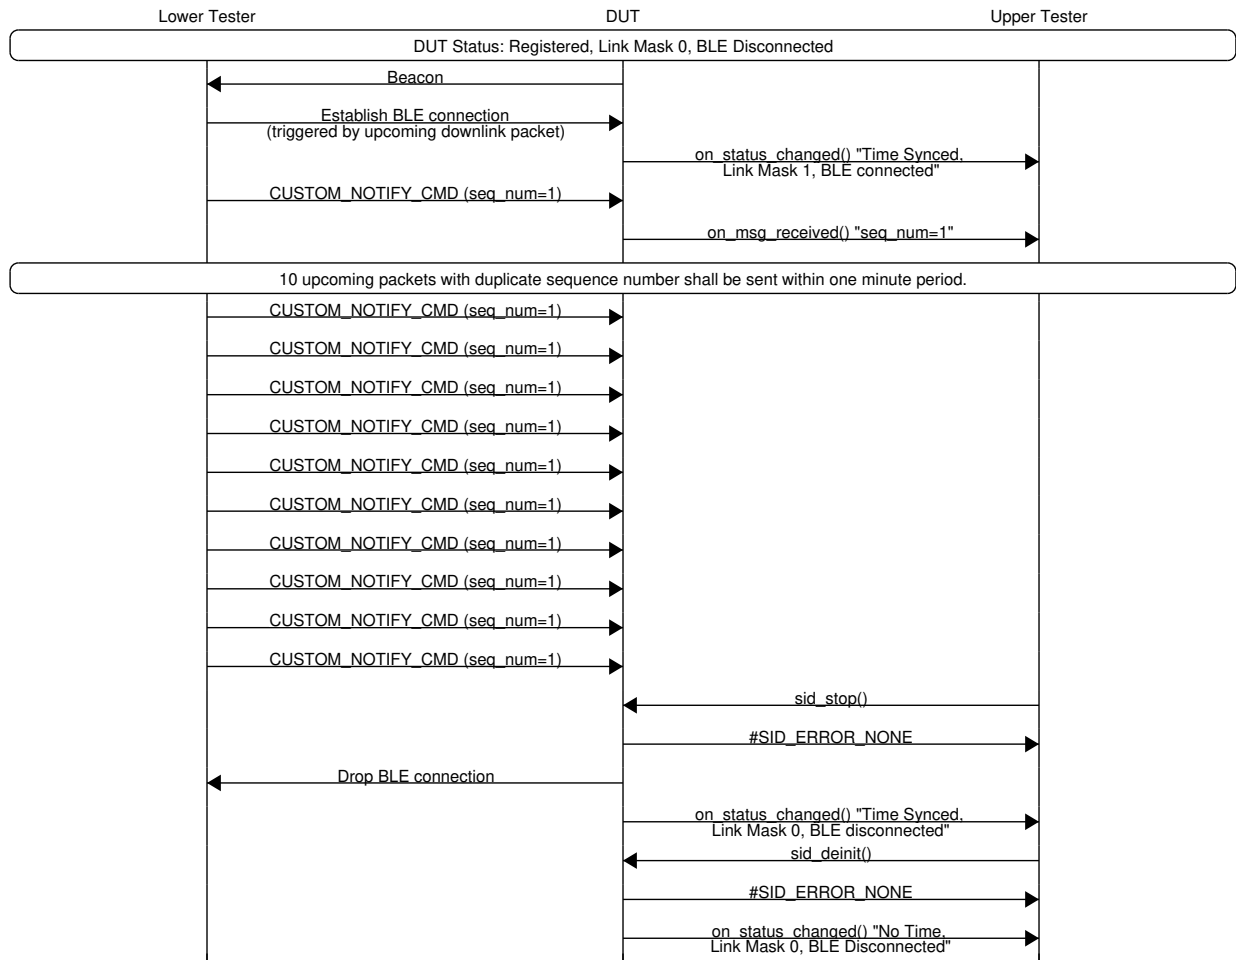 Lower Tester
DUT
Upper Tester
DUT Status: Registered, Link Mask 0, BLE Disconnected
Beacon
Establish BLE connection
(triggered by upcoming downlink packet)
on_status_changed() "Time Synced,
Link Mask 1, BLE connected"
CUSTOM_NOTIFY_CMD (seq_num=1)
on_msg_received() "seq_num=1"
10 upcoming packets with duplicate sequence number shall be sent within one minute period.
CUSTOM_NOTIFY_CMD (seq_num=1)
CUSTOM_NOTIFY_CMD (seq_num=1)
CUSTOM_NOTIFY_CMD (seq_num=1)
CUSTOM_NOTIFY_CMD (seq_num=1)
CUSTOM_NOTIFY_CMD (seq_num=1)
CUSTOM_NOTIFY_CMD (seq_num=1)
CUSTOM_NOTIFY_CMD (seq_num=1)
CUSTOM_NOTIFY_CMD (seq_num=1)
CUSTOM_NOTIFY_CMD (seq_num=1)
CUSTOM_NOTIFY_CMD (seq_num=1)
sid_stop()
#SID_ERROR_NONE
Drop BLE connection
on_status_changed() "Time Synced,
Link Mask 0, BLE disconnected"
sid_deinit()
#SID_ERROR_NONE
on_status_changed() "No Time,
Link Mask 0, BLE Disconnected"